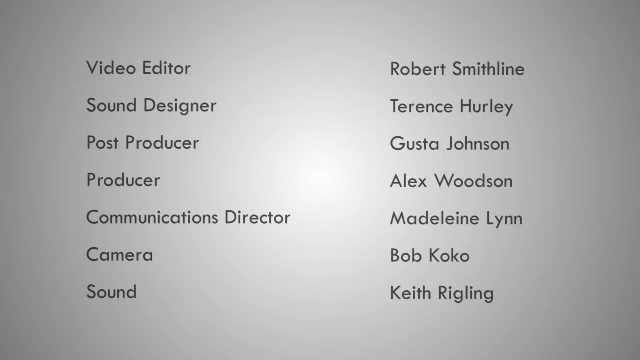 Video Editor Robert Smithline
Sound Designer Terence Hurley
Post Producer Gusta Johnson
Producer Alex Woodson
Communications Director Madeleine Lynn
Camera Bob Koko
Sound Keith Rigling